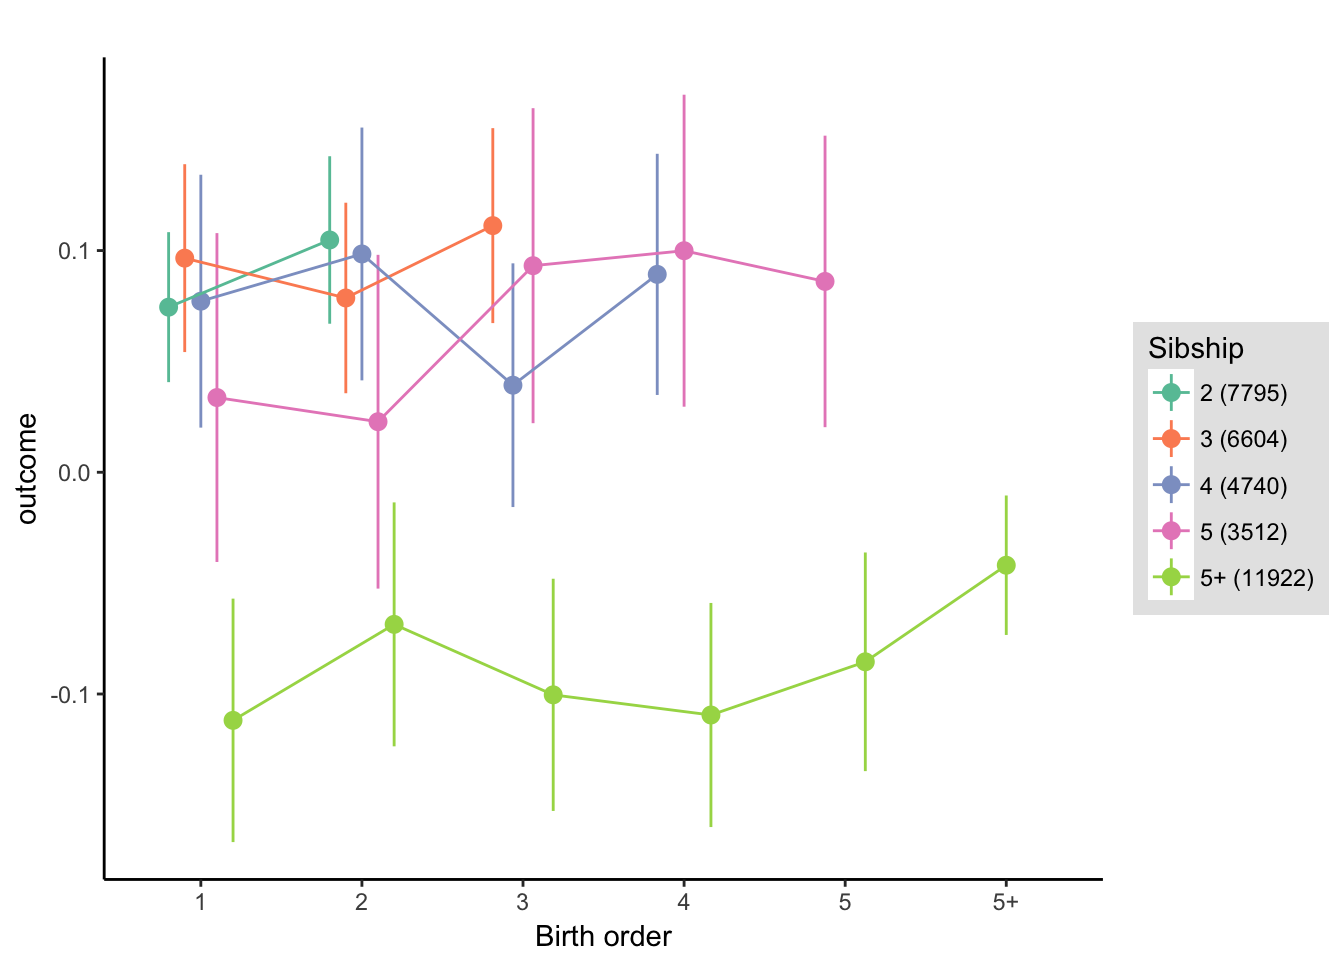 outcome
0.1
0.0
-0.1
1 2 3 4 5 5+
Birth order
Sibship
2 (7795)
3 (6604)
4 (4740)
5 (3512)
5+ (11922)